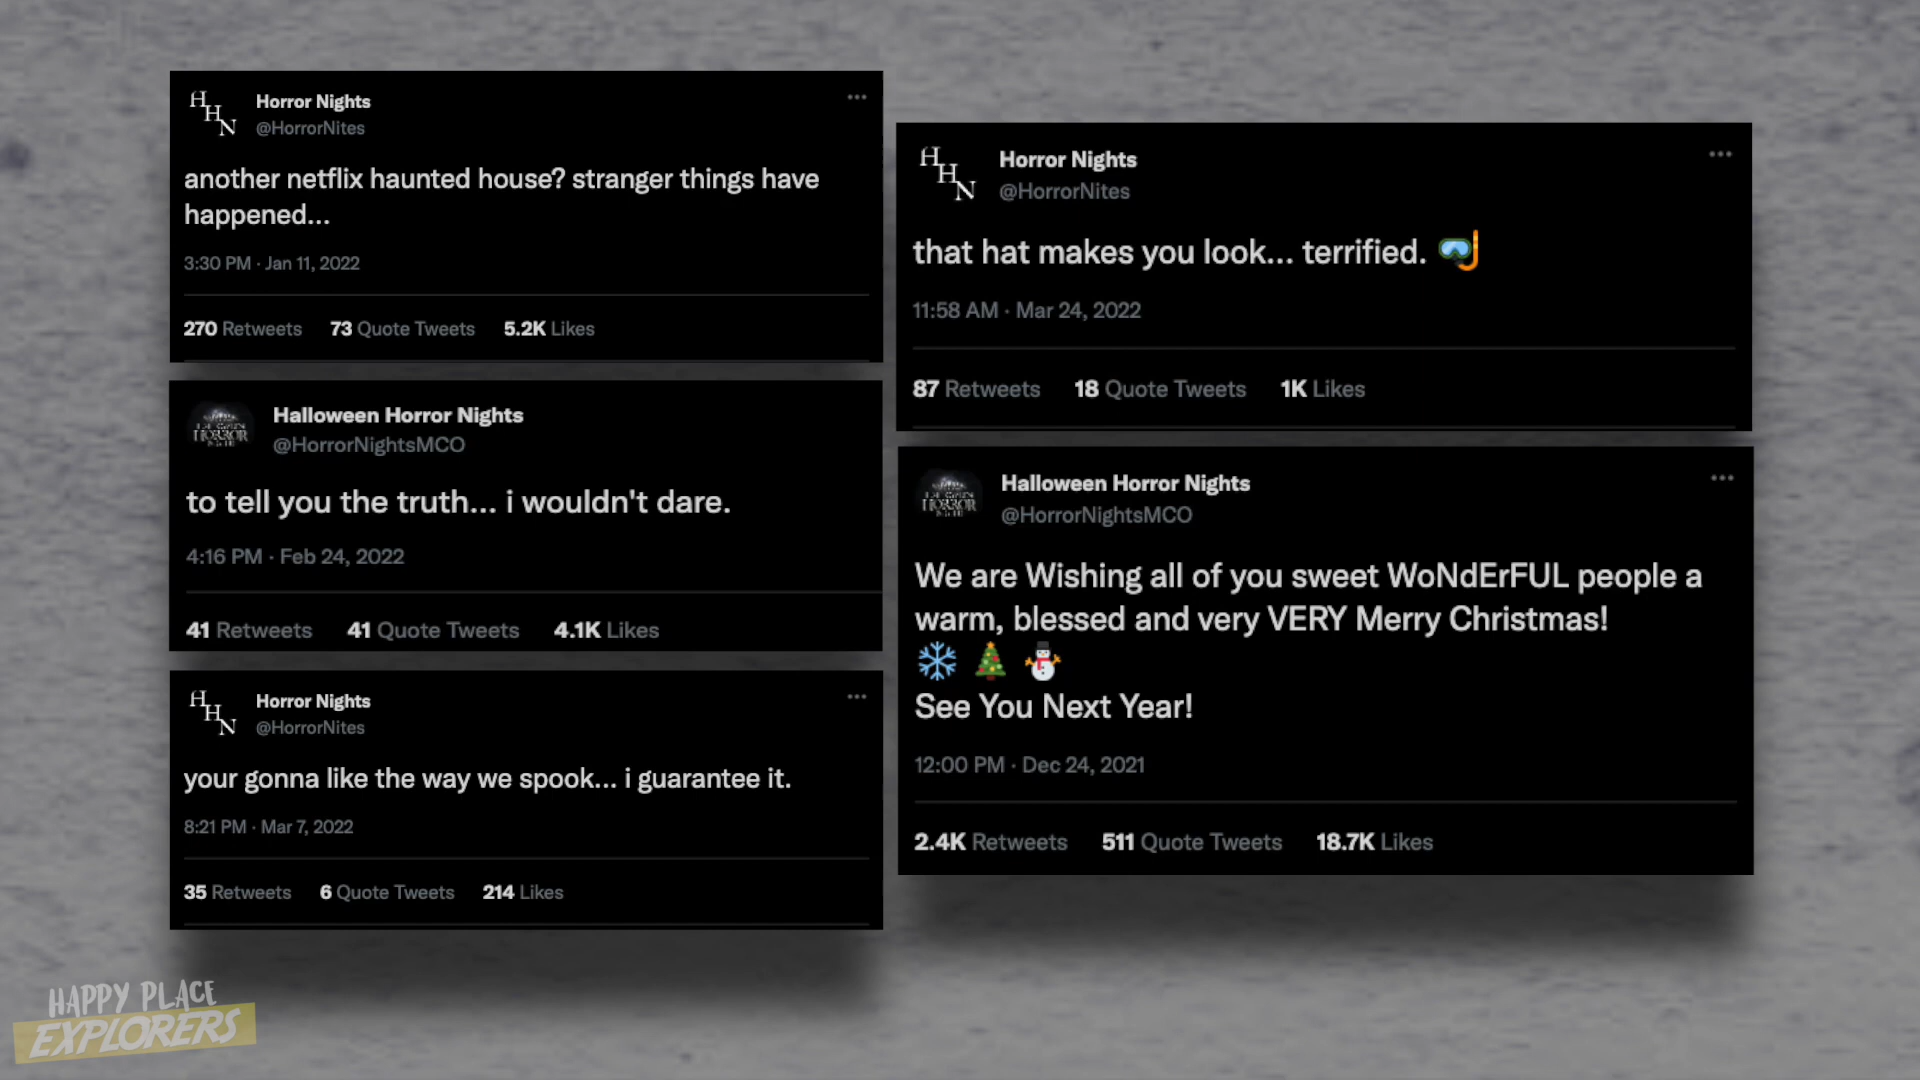 HHN
Horror Nights
@HorrorNites
another netflix haunted house? stranger things have
happened...
3:30 PM · Jan 11, 2022
270 Retweets 73 Quote Tweets 5.2K Likes
Halloween Horror Nights
@HorrorNightsMCO
to tell you the truth... i wouldn't dare.
4:16 PM · Feb 24, 2022
41 Retweets 41 Quote Tweets 4.1K Likes
HHN
Horror Nights
@HorrorNites
your gonna like the way we spook... i guarantee it.
8:21 PM · Mar 7, 2022
35 Retweets 6 Quote Tweets 214 Likes
HHN
Horror Nights
@HorrorNites
that hat makes you look... terrified. 🤿
11:58 AM · Mar 24, 2022
87 Retweets 18 Quote Tweets 1K Likes
Halloween Horror Nights
@HorrorNightsMCO
We are Wishing all of you sweet WoNdErFUL people a
warm, blessed and very VERY Merry Christmas!
❄️ 🎄 ⛄
See You Next Year!
12:00 PM · Dec 24, 2021
2.4K Retweets 511 Quote Tweets 18.7K Likes
HAPPY PLACE
EXPLORERS